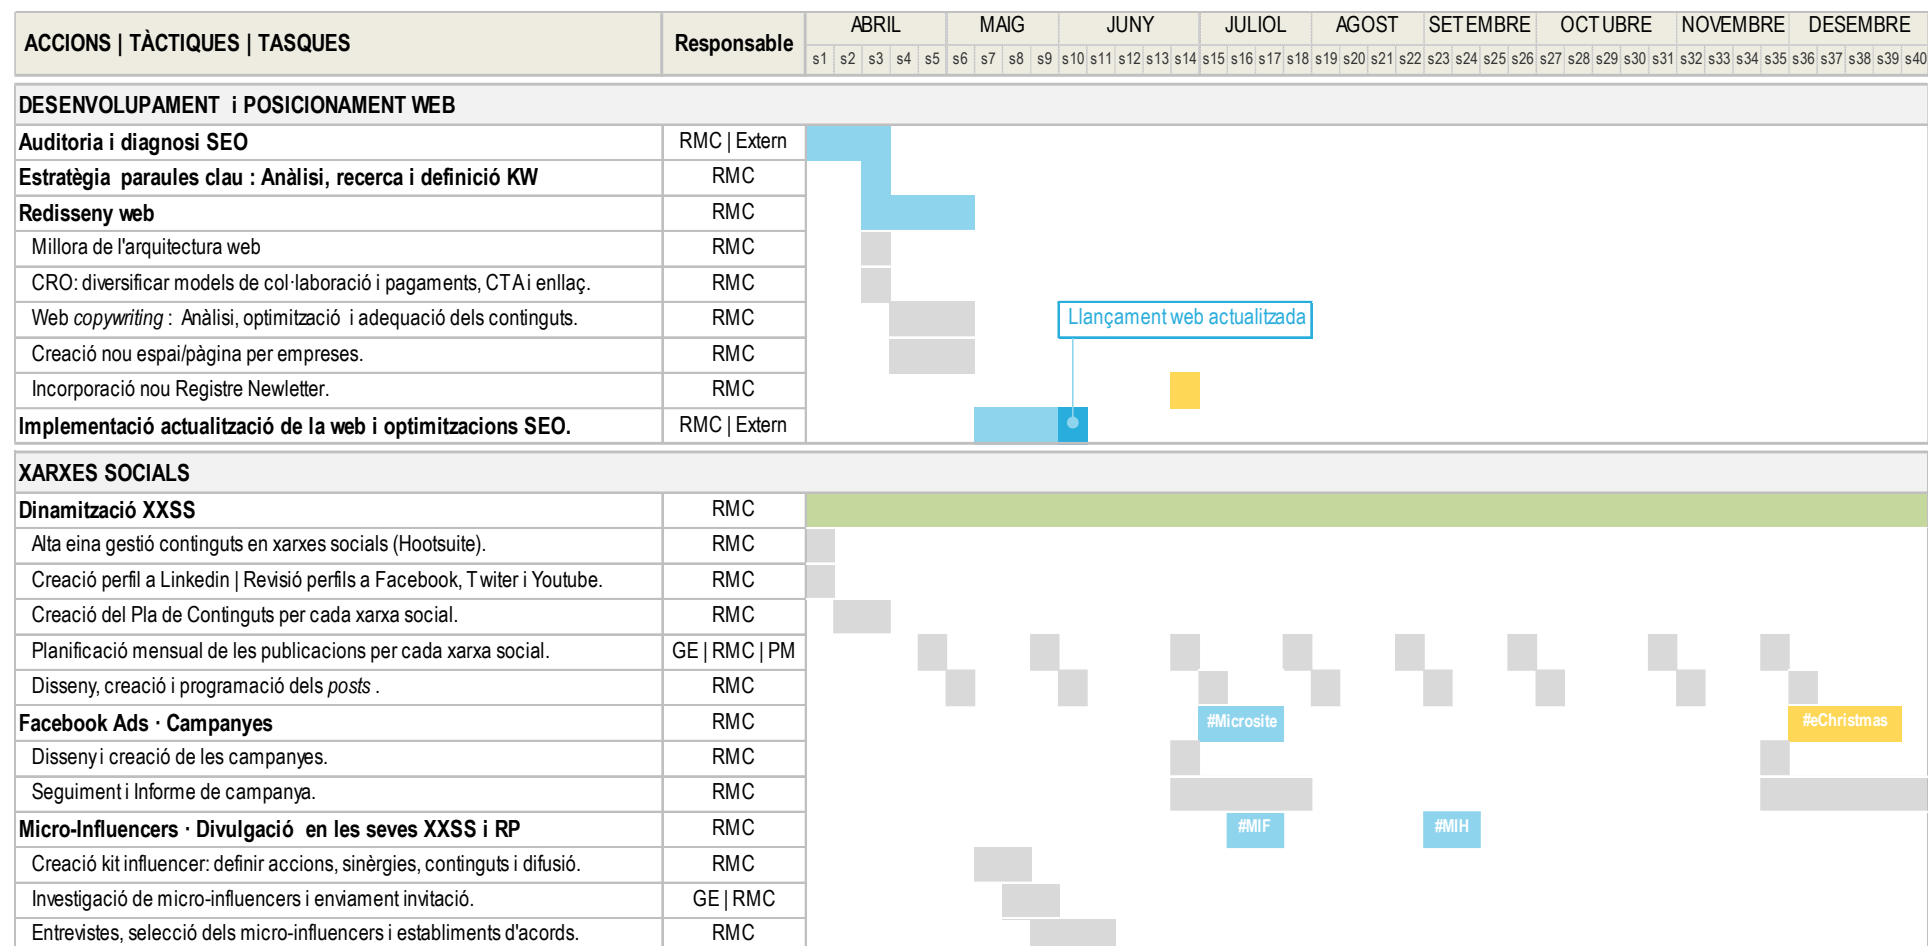 ACCIONS | TÀCTIQUES | TASQUES Responsable ABRIL MAIG JUNY JULIOL AGOST SETEMBRE OCTUBRE NOVEMBRE DESEMBRE
s1 s2 s3 s4 s5 s6 s7 s8 s9 s10 s11 s12 s13 s14 s15 s16 s17 s18 s19 s20 s21 s22 s23 s24 s25 s26 s27 s28 s29 s30 s31 s32 s33 s34 s35 s36 s37 s38 s39 s40
DESENVOLUPAMENT i POSICIONAMENT WEB
Auditoria i diagnosi SEO RMC | Extern
Estratègia paraules clau : Anàlisi, recerca i definició KW RMC
Redisseny web RMC
Millora de l'arquitectura web RMC
CRO: diversificar models de col·laboració i pagaments, CTA i enllaç. RMC
Web copywriting : Anàlisi, optimització i adequació dels continguts. RMC Llançament web actualitzada
Creació nou espai/pàgina per empreses. RMC
Incorporació nou Registre Newletter. RMC
Implementació actualització de la web i optimitzacions SEO. RMC | Extern
XARXES SOCIALS
Dinamització XXSS RMC
Alta eina gestió continguts en xarxes socials (Hootsuite). RMC
Creació perfil a Linkedin | Revisió perfils a Facebook, Twiter i Youtube. RMC
Creació del Pla de Continguts per cada xarxa social. RMC
Planificació mensual de les publicacions per cada xarxa social. GE | RMC | PM
Disseny, creació i programació dels posts . RMC
Facebook Ads · Campanyes RMC #Microsite #eChristmas
Disseny i creació de les campanyes. RMC
Seguiment i Informe de campanya. RMC
Micro-Influencers · Divulgació en les seves XXSS i RP RMC #MIF #MIH
Creació kit influencer: definir accions, sinèrgies, continguts i difusió. RMC
Investigació de micro-influencers i enviament invitació. GE | RMC
Entrevistes, selecció dels micro-influencers i establiments d'acords. RMC